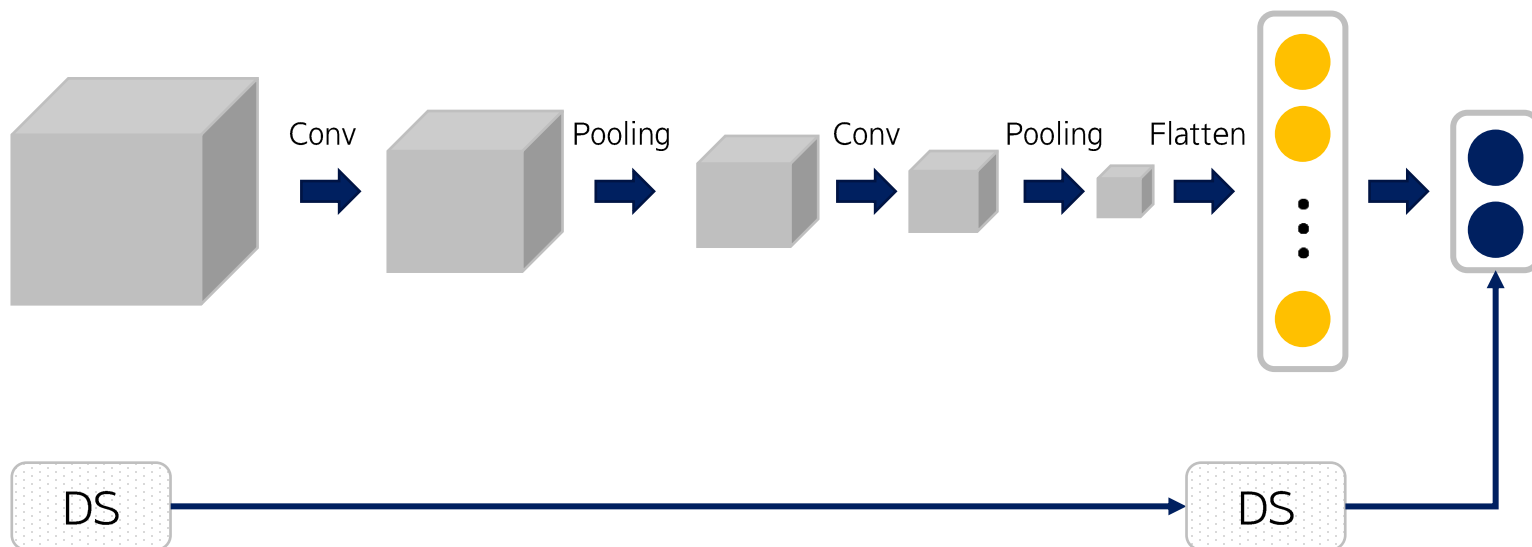 Conv
Pooling
Conv
Pooling
Flatten
DS
DS